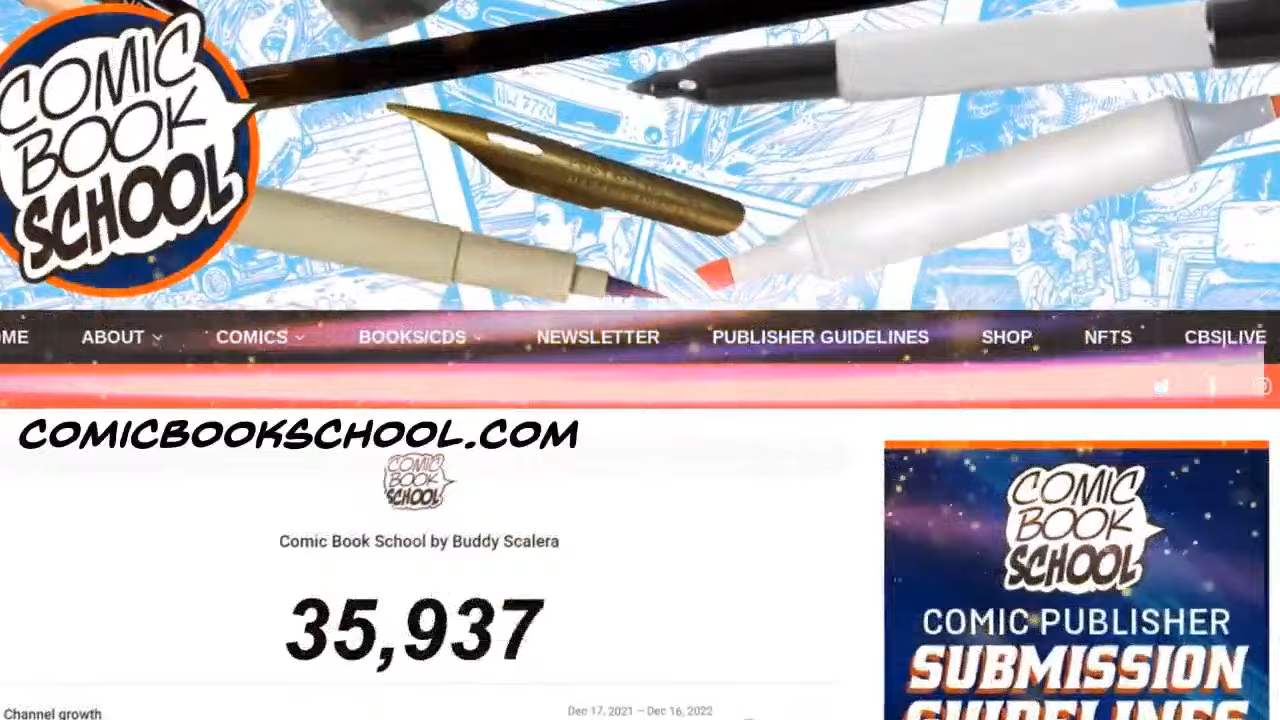 COMIC
BOOK
SCHOOL
OME ABOUT COMICS BOOKS/CDS NEWSLETTER PUBLISHER GUIDELINES SHOP NFTS CBS|LIVE
COMICBOOKSCHOOL.COM
COMIC
BOOK
SCHOOL
Comic Book School by Buddy Scalera
35,937
Channel growth
Dec 17, 2021 – Dec 16, 2022
COMIC
BOOK
SCHOOL
COMIC PUBLISHER
SUBMISSION
GUIDELINES